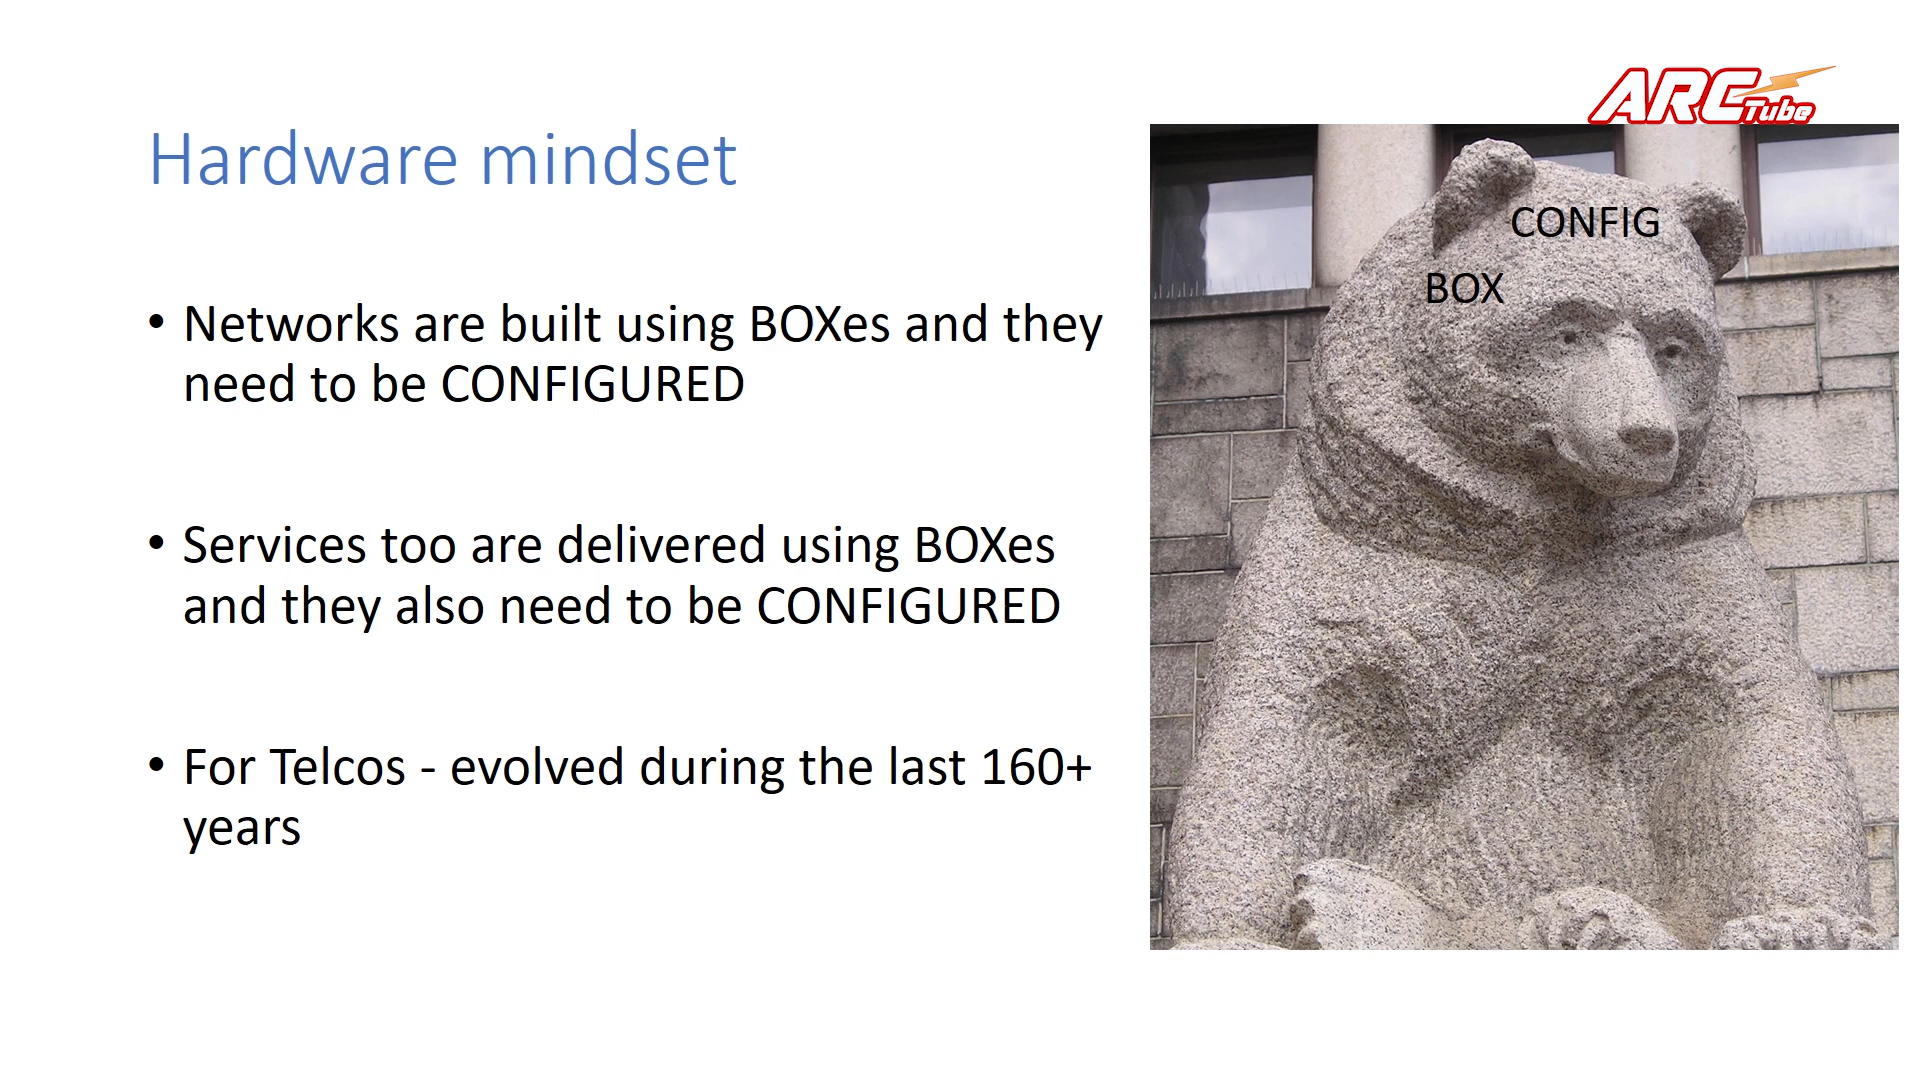 ARC Tube
Hardware mindset
• Networks are built using BOXes and they
need to be CONFIGURED
• Services too are delivered using BOXes
and they also need to be CONFIGURED
• For Telcos - evolved during the last 160+
years
CONFIG
BOX